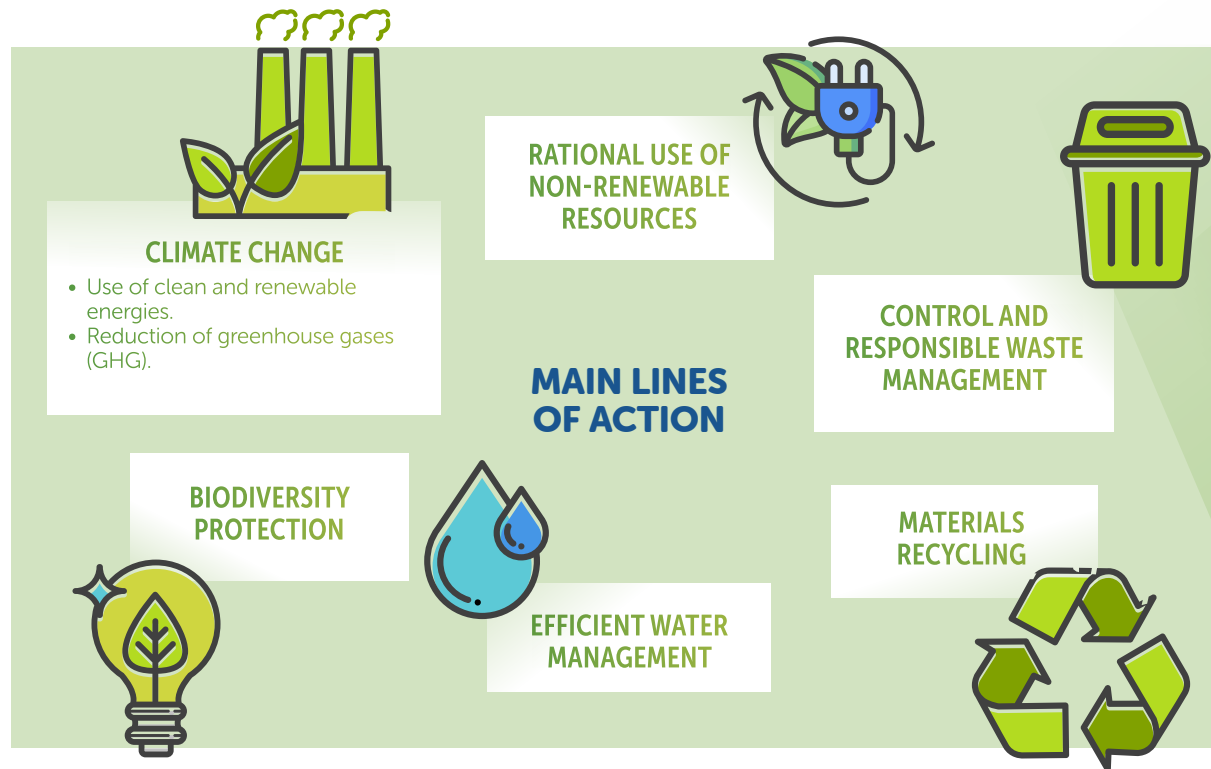 RATIONAL USE OF
NON-RENEWABLE
RESOURCES
CLIMATE CHANGE
• Use of clean and renewable
energies.
• Reduction of greenhouse gases
(GHG).
CONTROL AND
RESPONSIBLE WASTE
MANAGEMENT
MAIN LINES
OF ACTION
BIODIVERSITY
PROTECTION
MATERIALS
RECYCLING
EFFICIENT WATER
MANAGEMENT